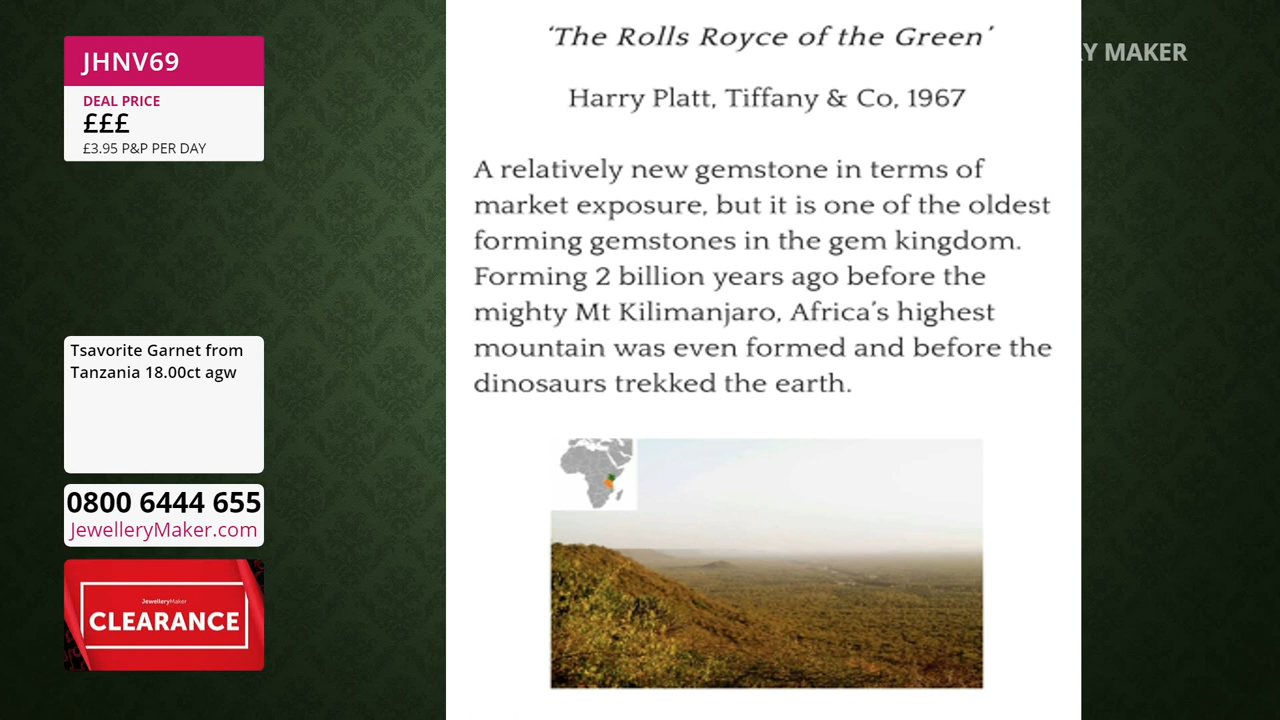 JHNV69
DEAL PRICE
£££
£3.95 P&P PER DAY
Tsavorite Garnet from
Tanzania 18.00ct agw
0800 6444 655
JewelleryMaker.com
JewelleryMaker
CLEARANCE
‘The Rolls Royce of the Green’
Harry Platt, Tiffany & Co, 1967
A relatively new gemstone in terms of
market exposure, but it is one of the oldest
forming gemstones in the gem kingdom.
Forming 2 billion years ago before the
mighty Mt Kilimanjaro, Africa’s highest
mountain was even formed and before the
dinosaurs trekked the earth.
Y MAKER